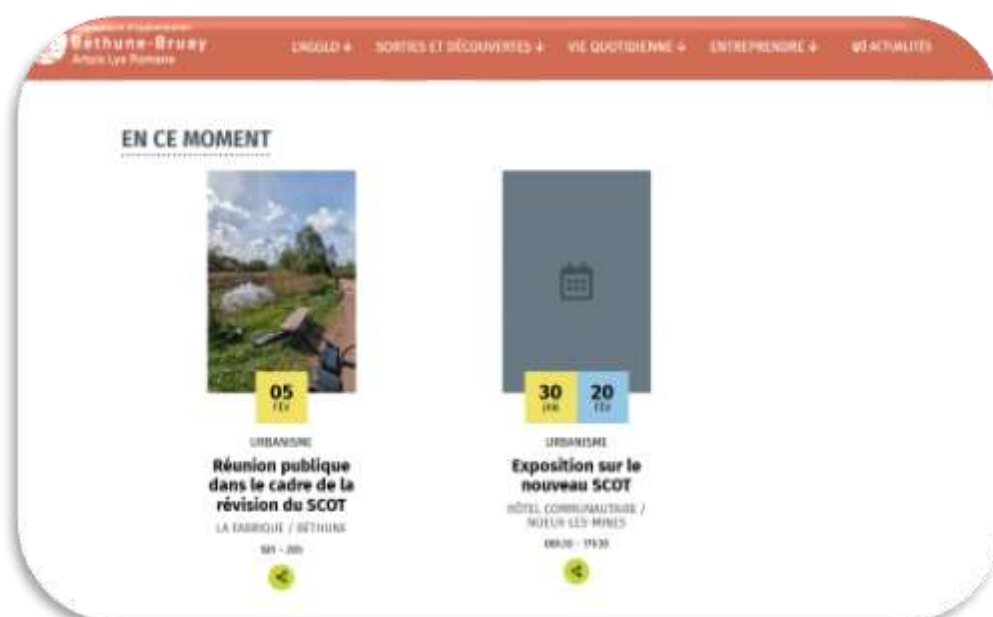 Béthune-Bruay
Artois Lys Romane
L'AGGLO ↓ SORTIES ET DÉCOUVERTES ↓ VIE QUOTIDIENNE ↓ ENTREPRENDRE ↓ ACTUALITÉS
EN CE MOMENT
05
FÉV
URBANISME
Réunion publique
dans le cadre de la
révision du SCOT
LA FABRIQUE / BÉTHUNE
30
JAN
20
FÉV
URBANISME
Exposition sur le
nouveau SCOT
HÔTEL COMMUNAUTAIRE /
NOEUX-LES-MINES